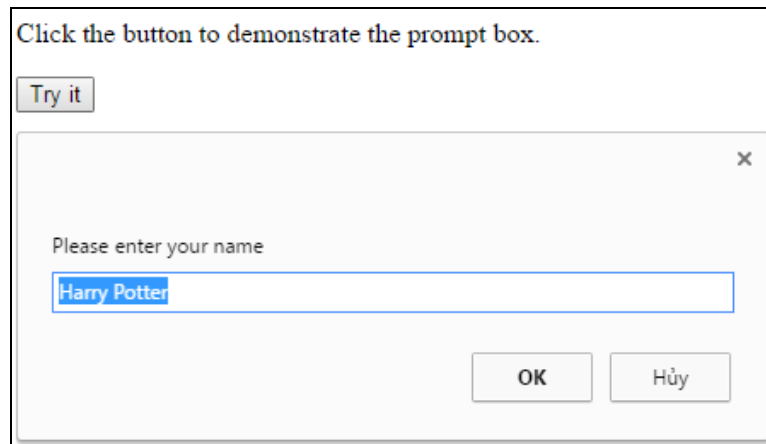 Click the button to demonstrate the prompt box.
Try it
×
Please enter your name
Harry Potter
OK Hủy